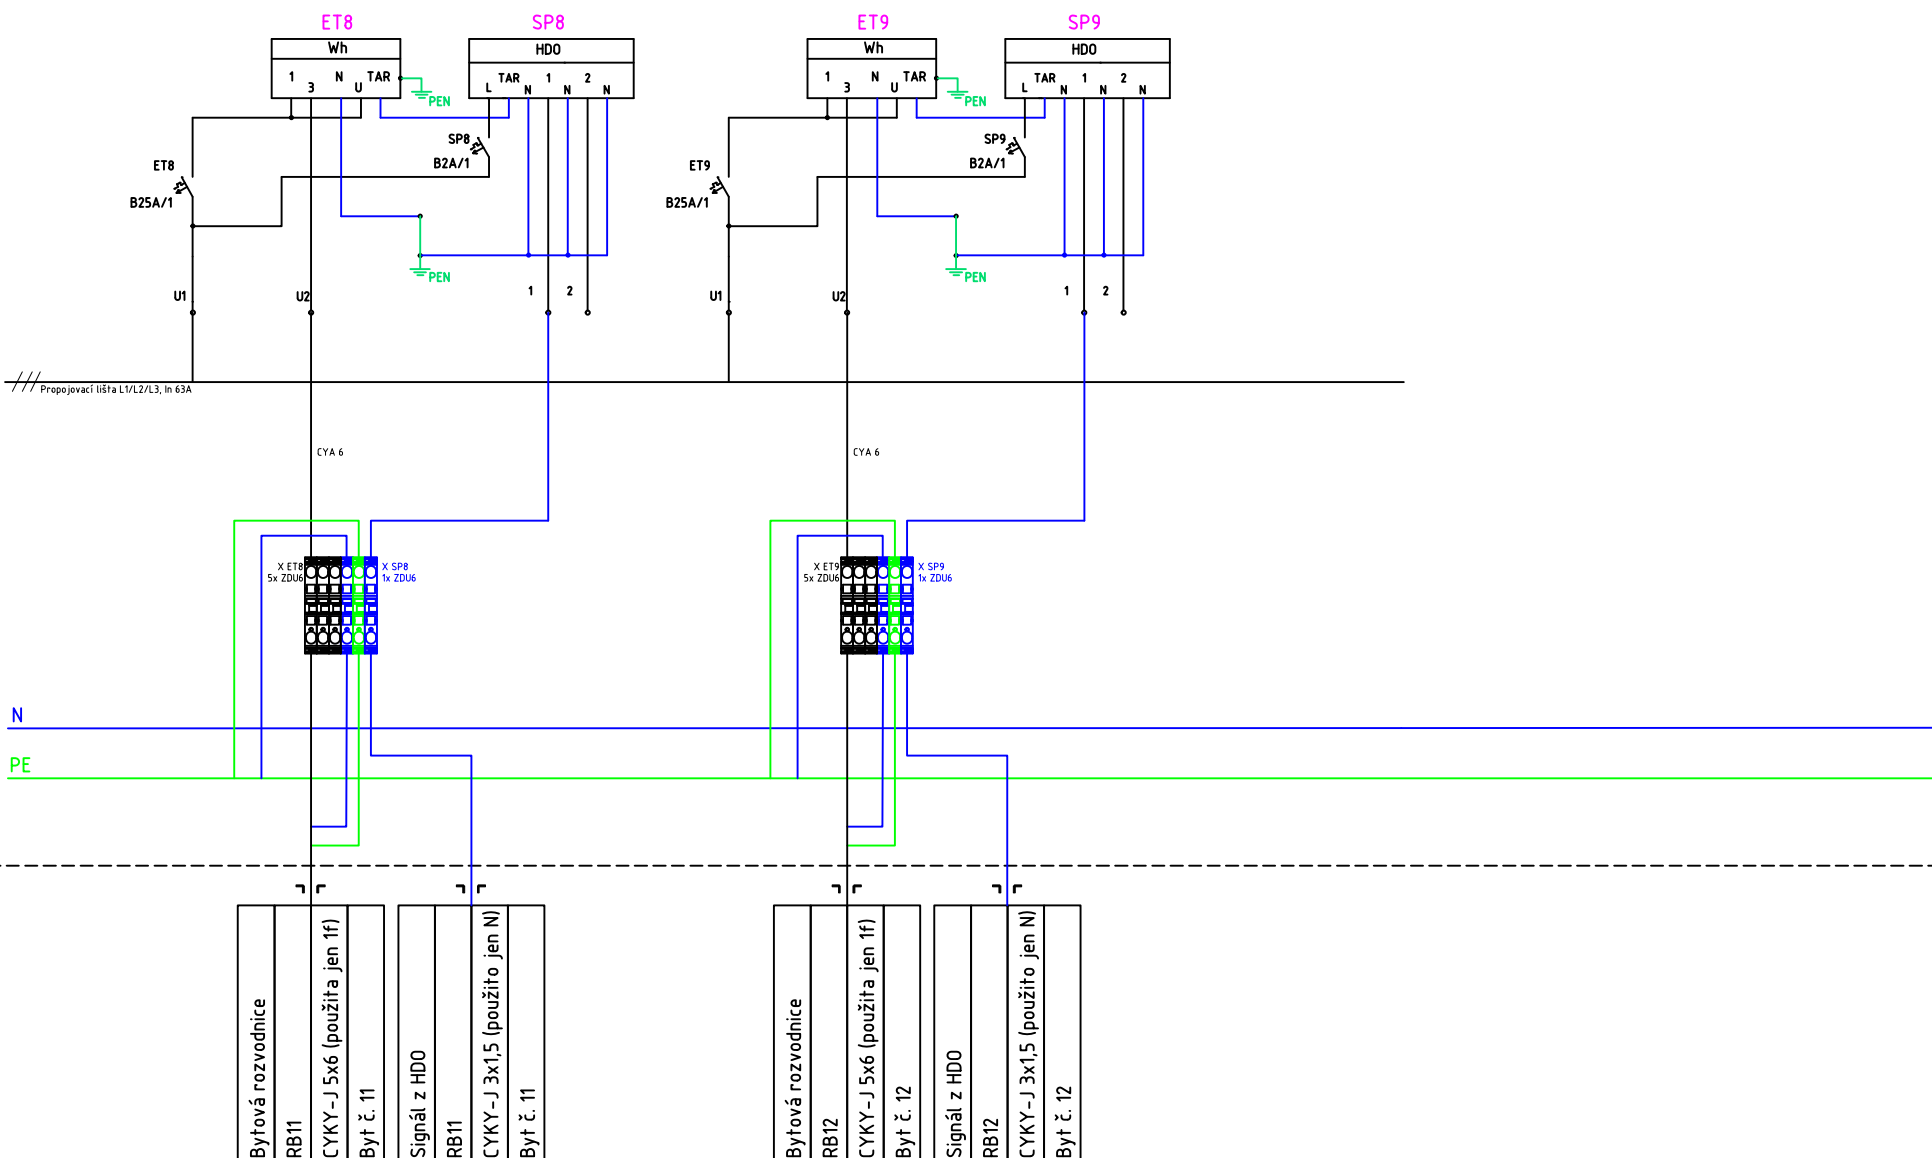 ET8
SP8
Wh
HDO
1
3
N
U
TAR
PEN
L
TAR
N
1
N
2
N
SP8
B2A/1
ET8
B25A/1
PEN
U1
U2
1
2
ET9
SP9
Wh
HDO
1
3
N
U
TAR
PEN
L
TAR
N
1
N
2
N
SP9
B2A/1
ET9
B25A/1
PEN
U1
U2
1
2
Propojovací lišta L1/L2/L3, In 63A
CYA 6
CYA 6
X ET8
5x ZDU6
X SP8
1x ZDU6
X ET9
5x ZDU6
X SP9
1x ZDU6
N
PE
Bytová rozvodnice
RB11
CYKY-J 5x6 (použita jen 1f)
Byt č. 11
Signál z HDO
RB11
CYKY-J 3x1,5 (použito jen N)
Byt č. 11
Bytová rozvodnice
RB12
CYKY-J 5x6 (použita jen 1f)
Byt č. 12
Signál z HDO
RB12
CYKY-J 3x1,5 (použito jen N)
Byt č. 12